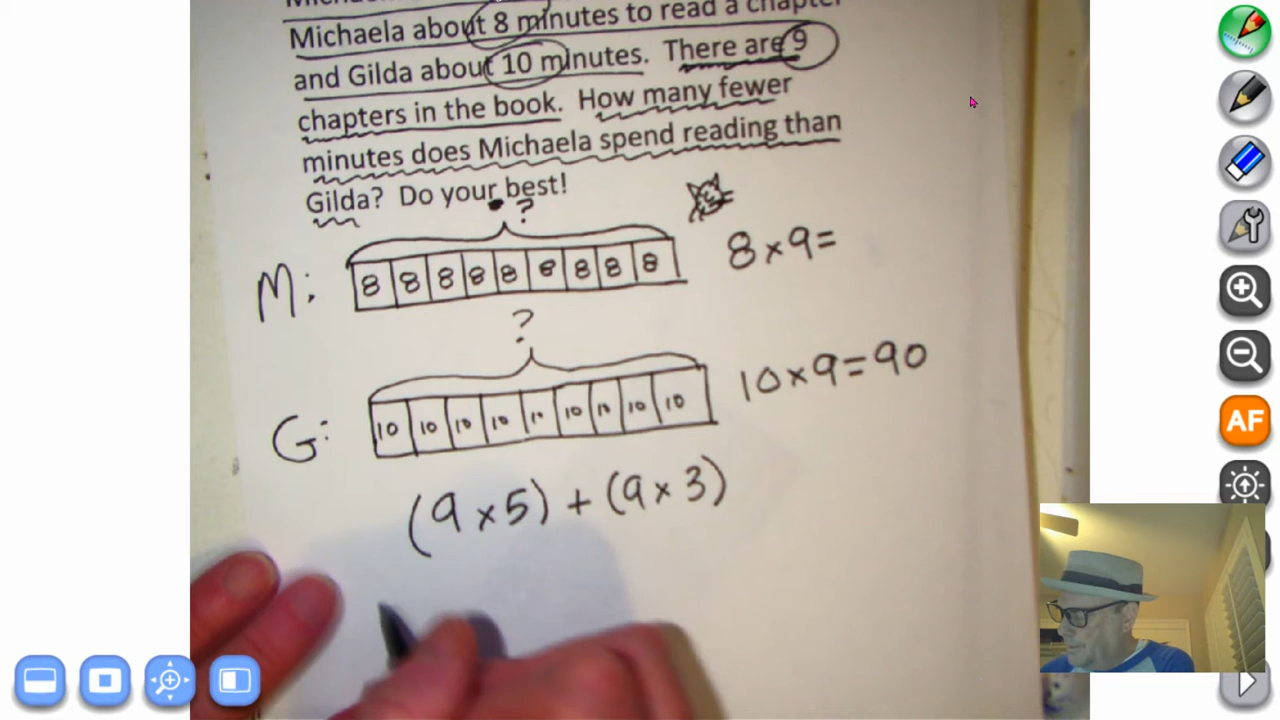 Michaela about 8 minutes to read a chapter
and Gilda about 10 minutes. There are 9
chapters in the book. How many fewer
minutes does Michaela spend reading than
Gilda? Do your best!
?
M: 8 8 8 8 8 8 8 8 8 8×9=
?
G: 10 10 10 10 10 10 10 10 10 10×9=90
(9×5)+(9×3)
AF